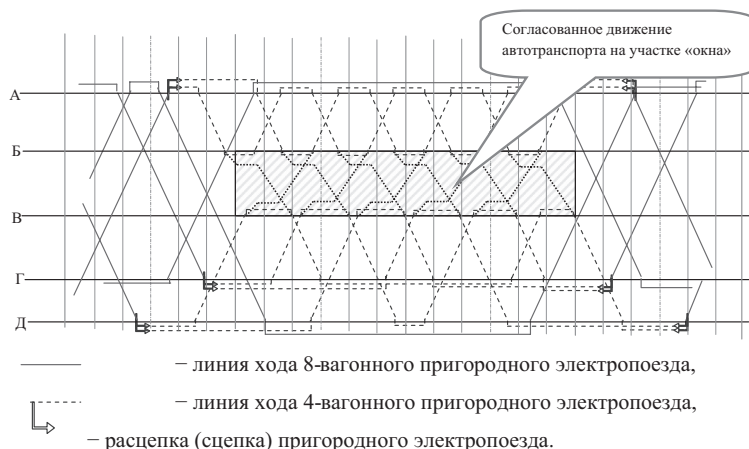 Согласованное движение
автотранспорта на участке «окна»
А
Б
В
Г
Д
− линия хода 8-вагонного пригородного электропоезда,
− линия хода 4-вагонного пригородного электропоезда,
− расцепка (сцепка) пригородного электропоезда.